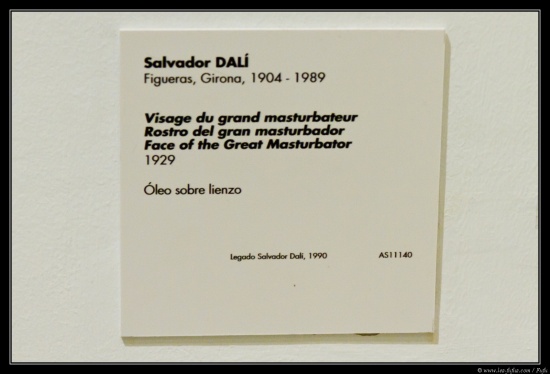 Salvador DALÍ
Figueras, Girona, 1904 - 1989
Visage du grand masturbateur
Rostro del gran masturbador
Face of the Great Masturbator
1929
Óleo sobre lienzo
Legado Salvador Dalí, 1990 AS11140